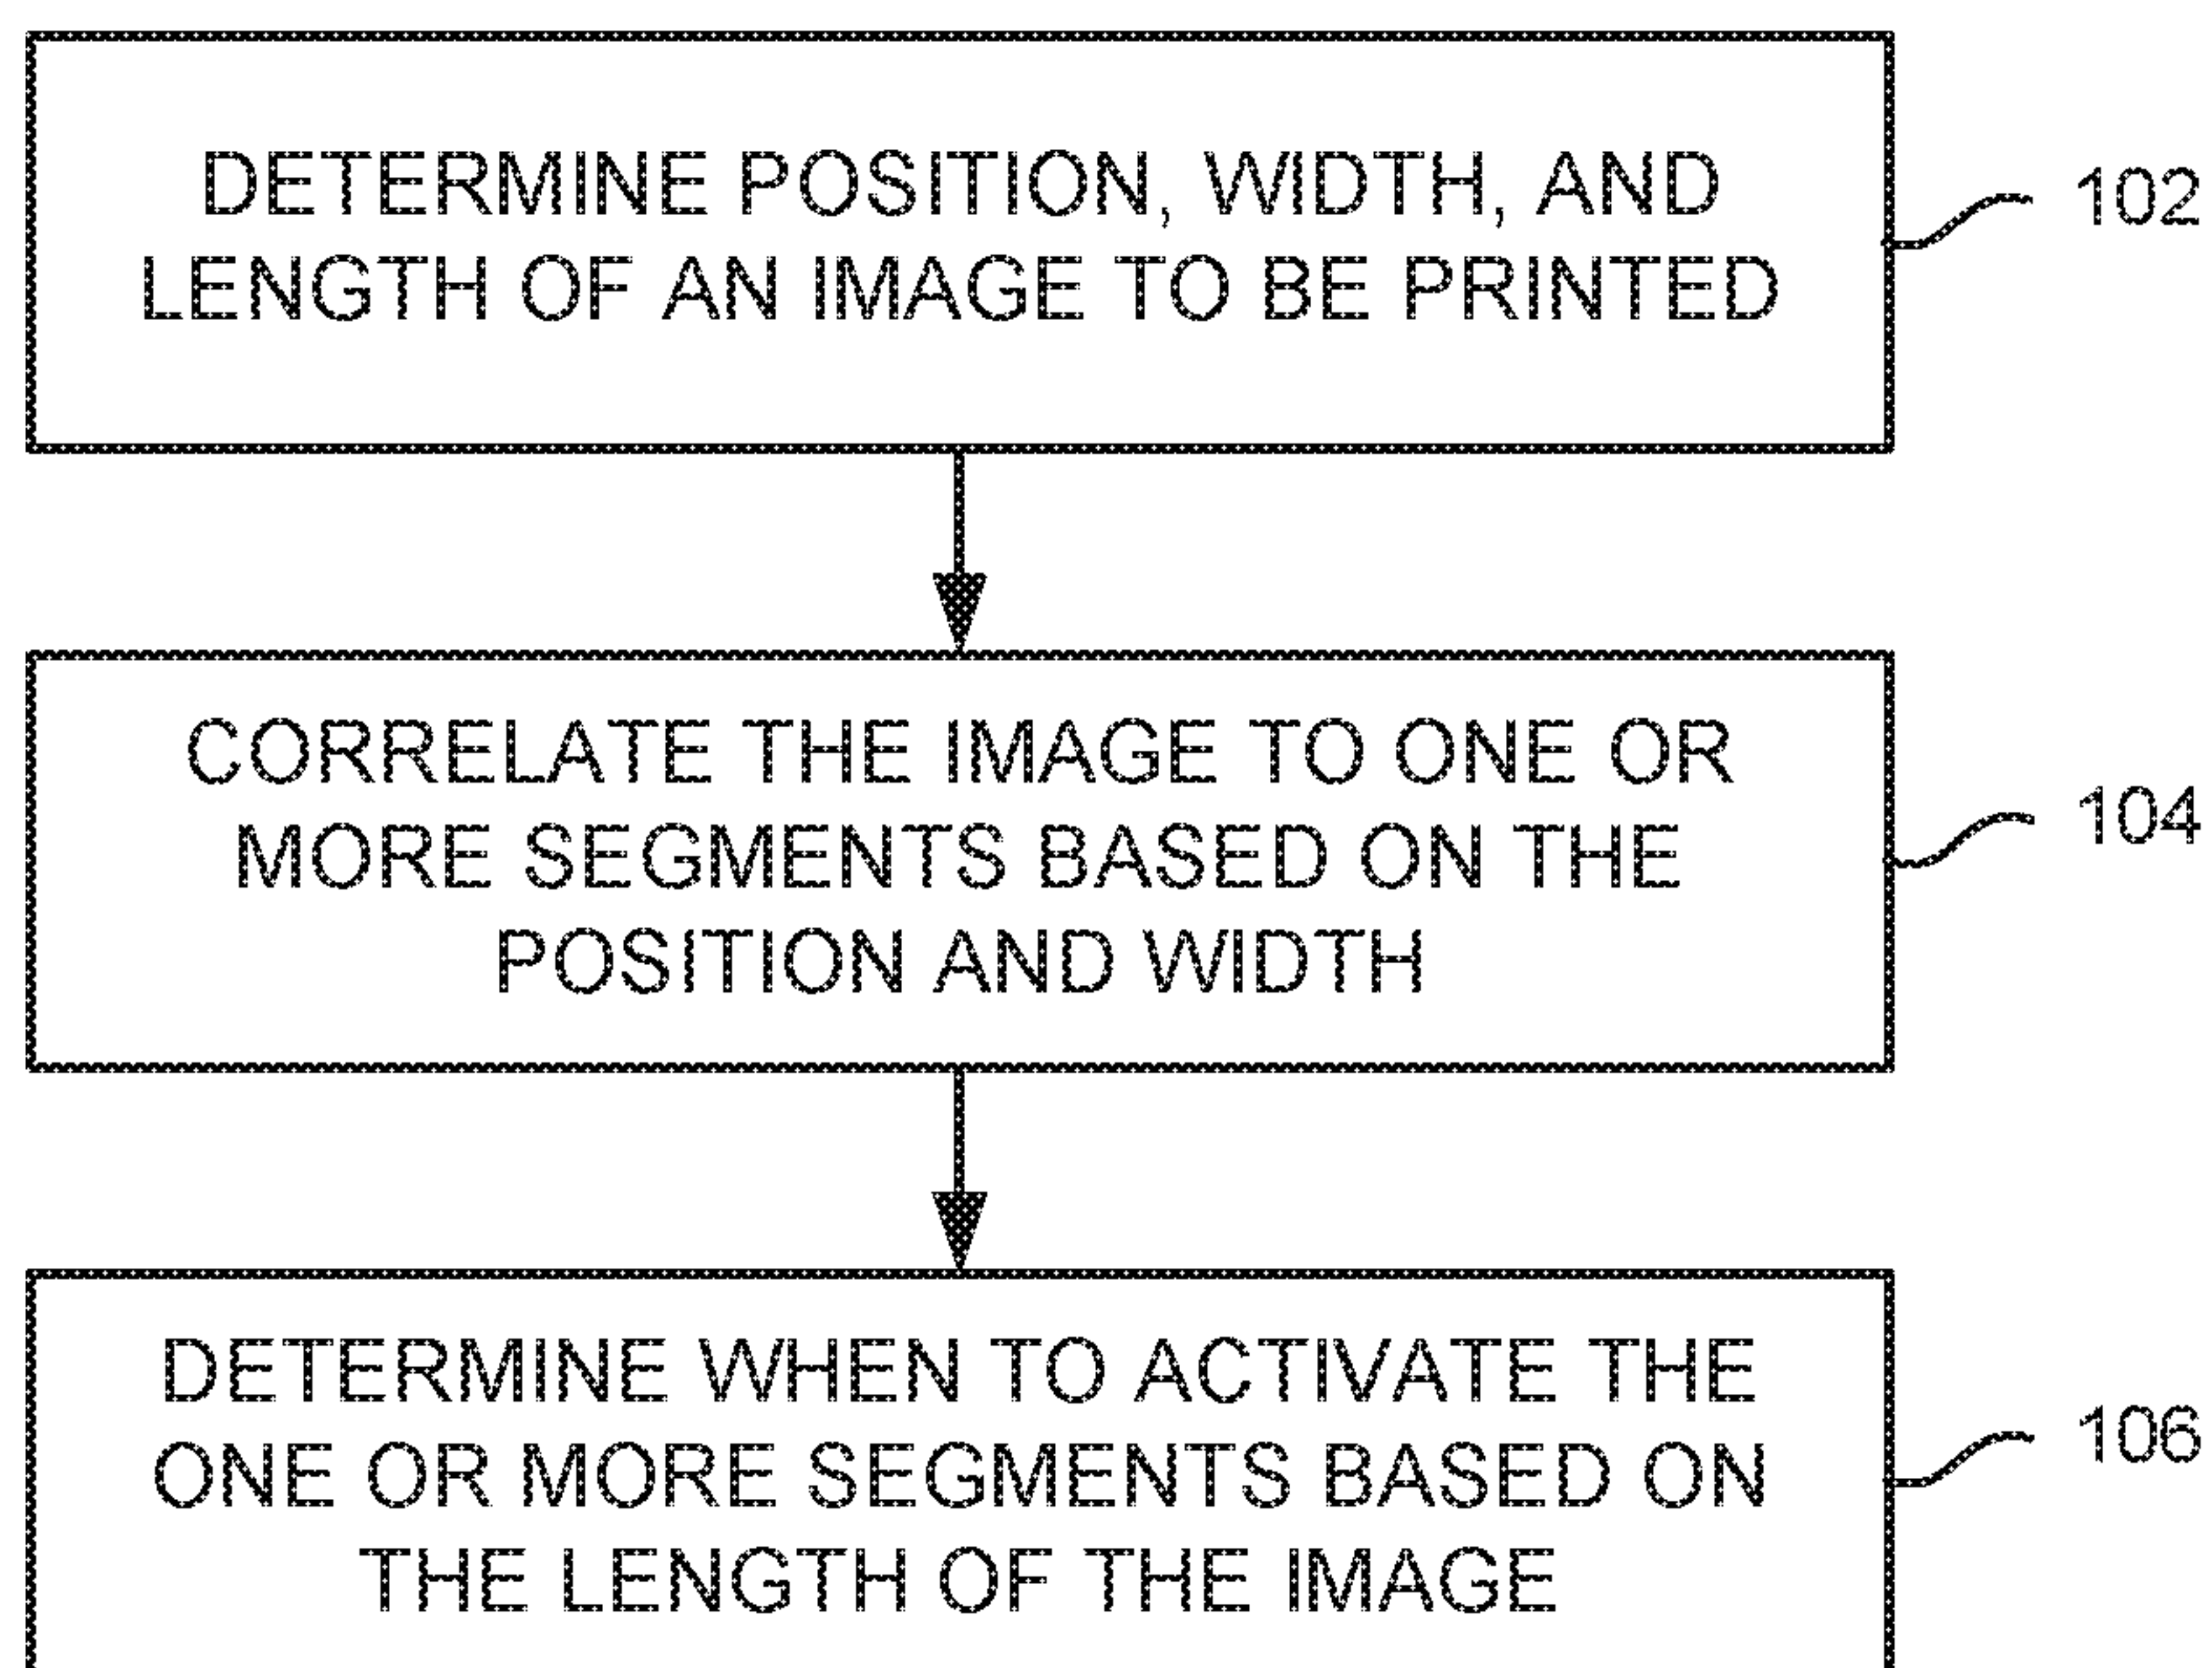 DETERMINE POSITION, WIDTH, AND
LENGTH OF AN IMAGE TO BE PRINTED
102
CORRELATE THE IMAGE TO ONE OR
MORE SEGMENTS BASED ON THE
POSITION AND WIDTH
104
DETERMINE WHEN TO ACTIVATE THE
ONE OR MORE SEGMENTS BASED ON
THE LENGTH OF THE IMAGE
106